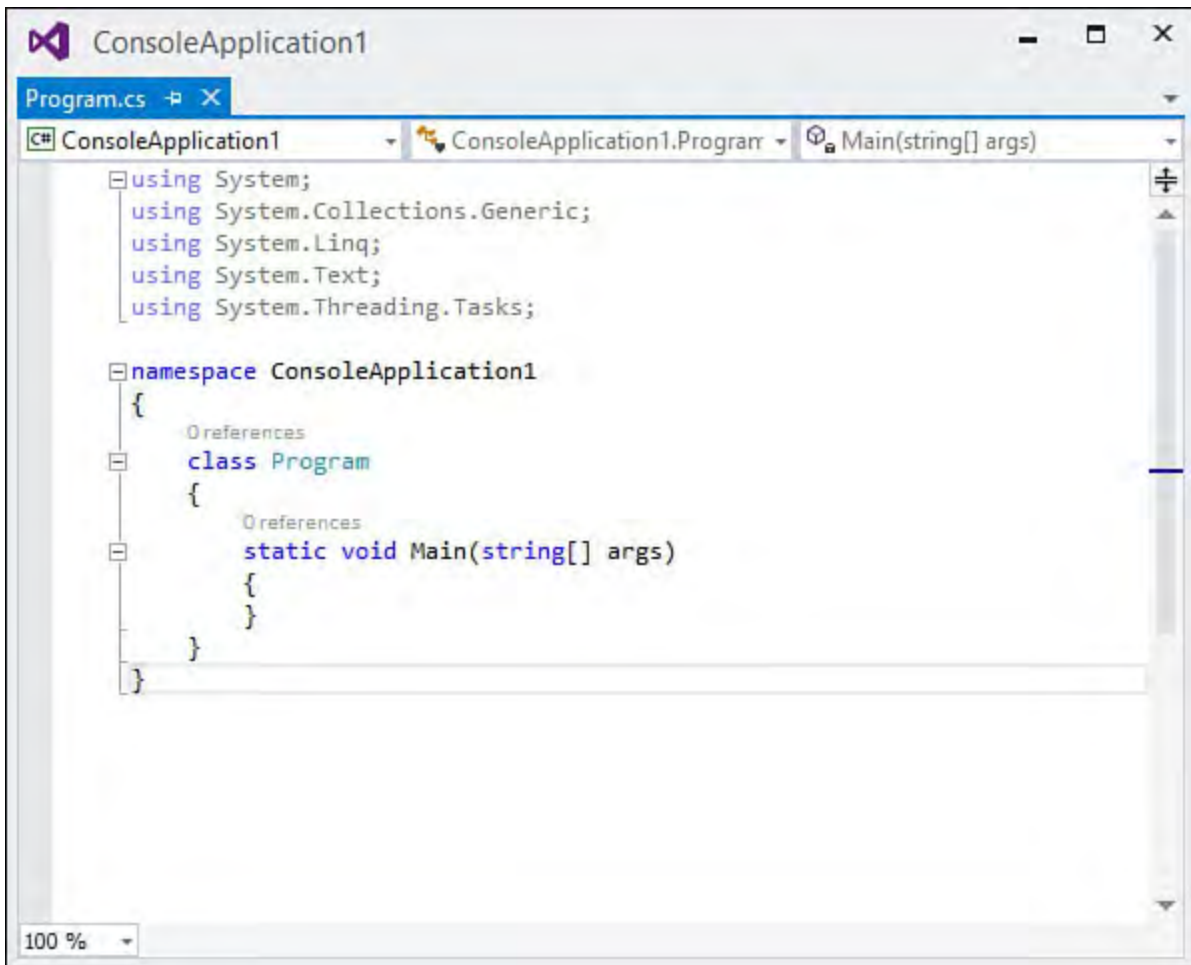 ConsoleApplication1
Program.cs
C# ConsoleApplication1 ConsoleApplication1.Program Main(string[] args)
using System;
using System.Collections.Generic;
using System.Linq;
using System.Text;
using System.Threading.Tasks;
namespace ConsoleApplication1
{
0 references
class Program
{
0 references
static void Main(string[] args)
{
}
}
}
100 %